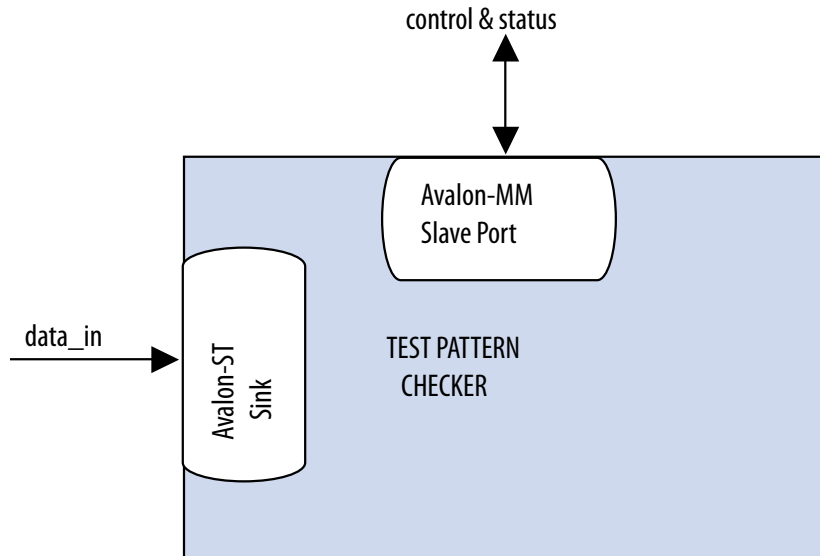 control & status
Avalon-MM
Slave Port
data_in
Avalon-ST
Sink
TEST PATTERN
CHECKER